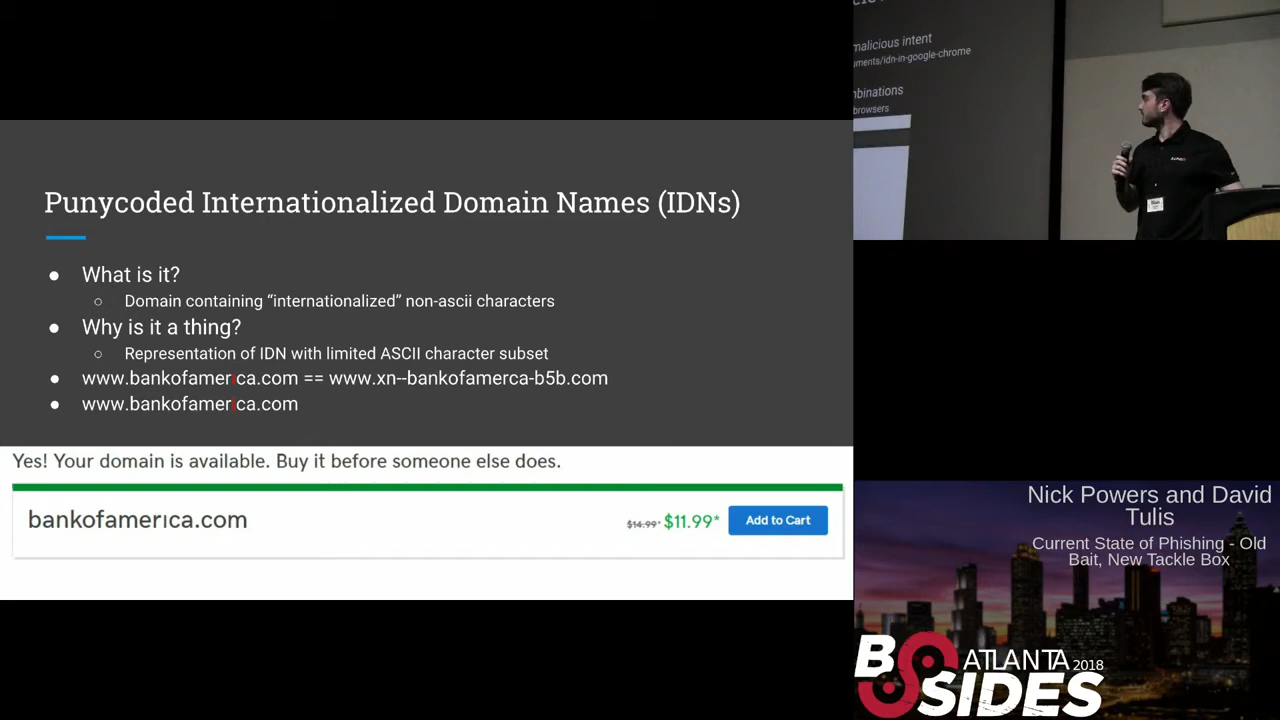 Punycoded Internationalized Domain Names (IDNs)
● What is it?
○ Domain containing “internationalized” non-ascii characters
● Why is it a thing?
○ Representation of IDN with limited ASCII character subset
● www.bankofamerıca.com == www.xn--bankofamerca-b5b.com
● www.bankofamerica.com
Yes! Your domain is available. Buy it before someone else does.
bankofamerıca.com $14.99* $11.99* Add to Cart
malicious intent
uments/idn-in-google-chrome
mbinations
browsers
Nick Powers and David
Tulis
Current State of Phishing - Old
Bait, New Tackle Box
BSIDES ATLANTA 2018